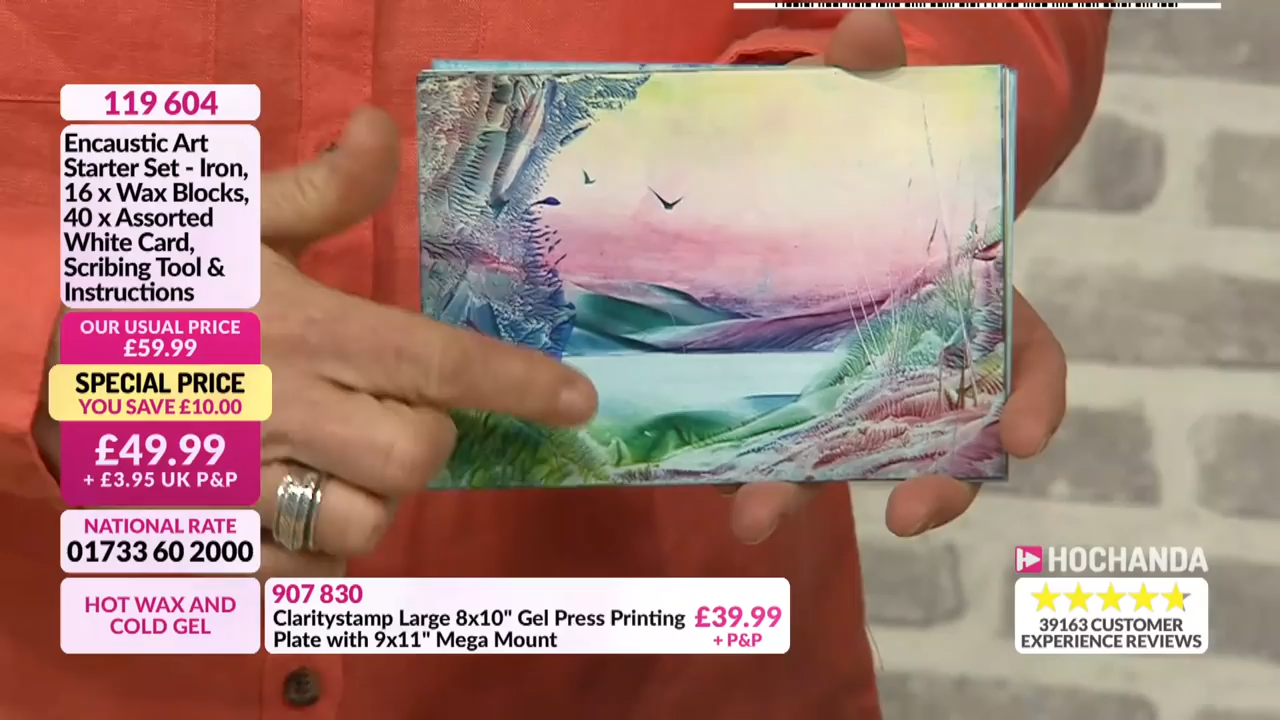 119 604
Encaustic Art
Starter Set - Iron,
16 x Wax Blocks,
40 x Assorted
White Card,
Scribing Tool &
Instructions
OUR USUAL PRICE
£59.99
SPECIAL PRICE
YOU SAVE £10.00
£49.99
+ £3.95 UK P&P
NATIONAL RATE
01733 60 2000
HOT WAX AND
COLD GEL
907 830
Claritystamp Large 8x10" Gel Press Printing
Plate with 9x11" Mega Mount
£39.99
+ P&P
HOCHANDA
39163 CUSTOMER
EXPERIENCE REVIEWS